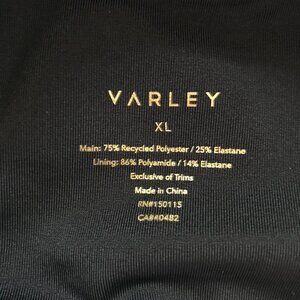 VARLEY
XL
Main: 75% Recycled Polyester / 25% Elastane
Lining: 86% Polyamide / 14% Elastane
Exclusive of Trims
Made in China
RN#150115
CA#40482